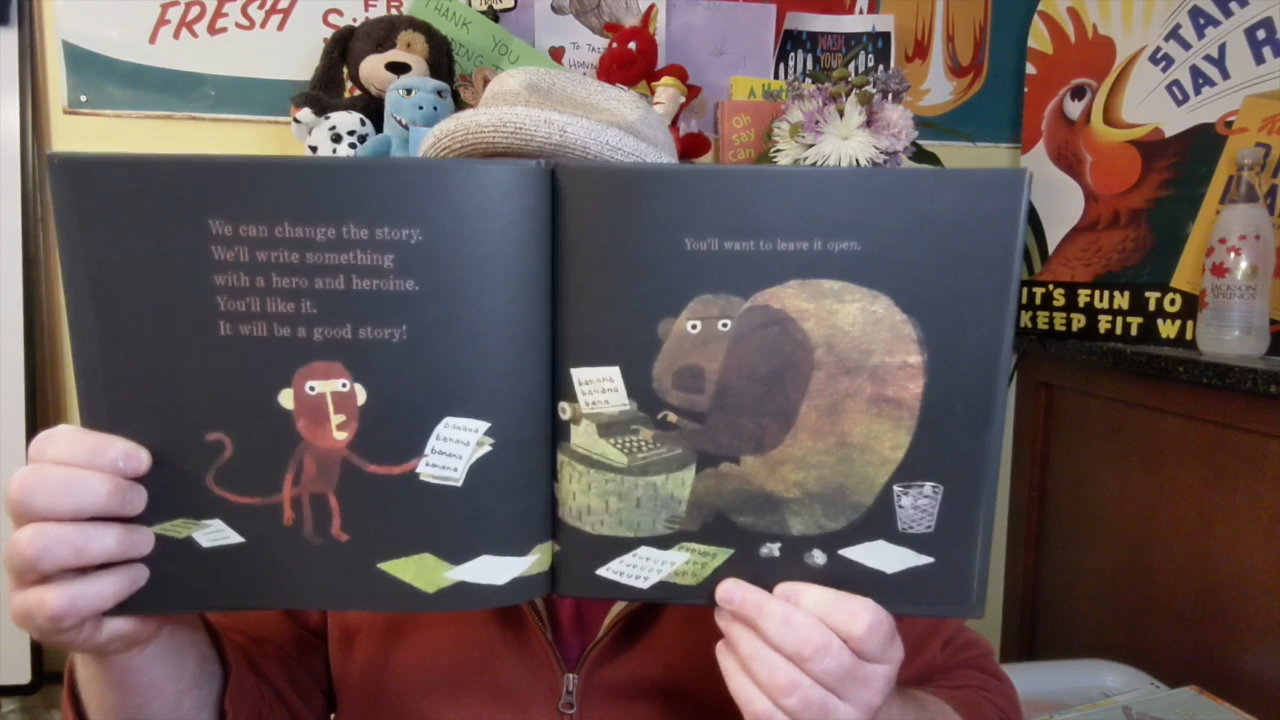 FRESH
THANK
YOU
TO: TAZ
WASH
YOUR
Oh
say
can
STAR
DAY R
IT'S FUN TO
KEEP FIT WI
JACKSON
SPRINGS
We can change the story.
We'll write something
with a hero and heroine.
You'll like it.
It will be a good story!
You'll want to leave it open.
banana
banana
banana
banana
banana
banana
bana